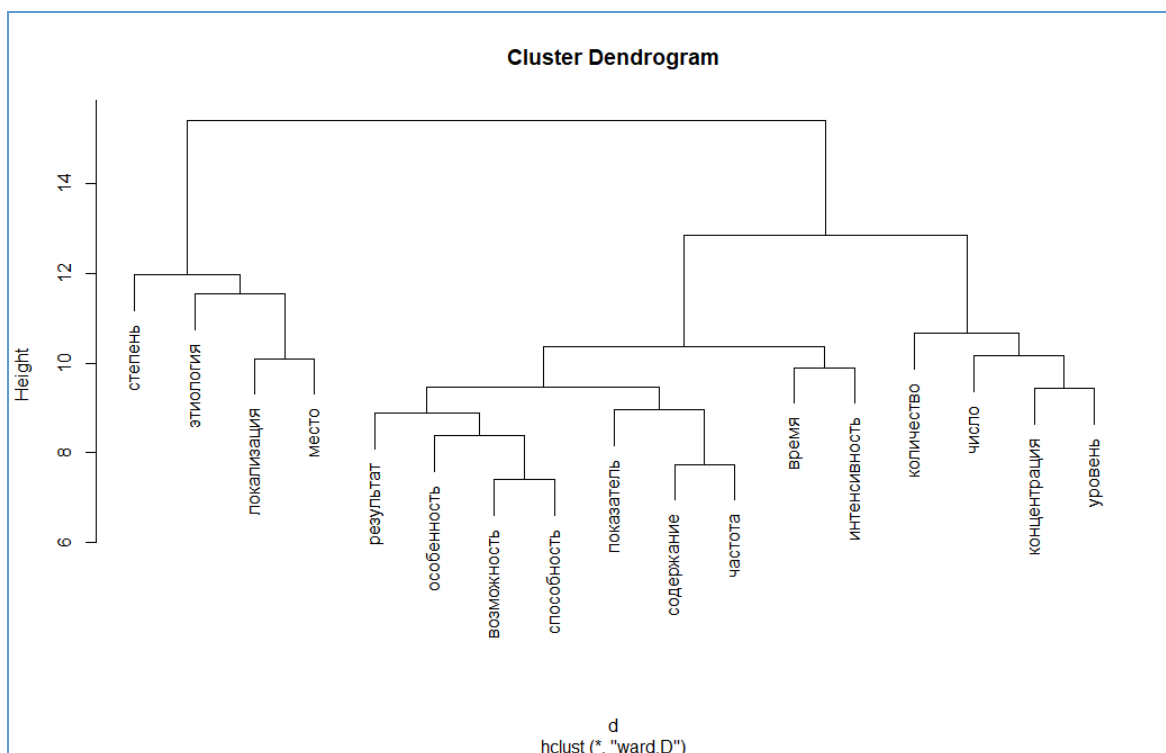 Cluster Dendrogram
Height
14
12
10
8
6
степень
этиология
локализация
место
результат
особенность
возможность
способность
показатель
содержание
частота
время
интенсивность
количество
число
концентрация
уровень
d
hclust (*, "ward.D")